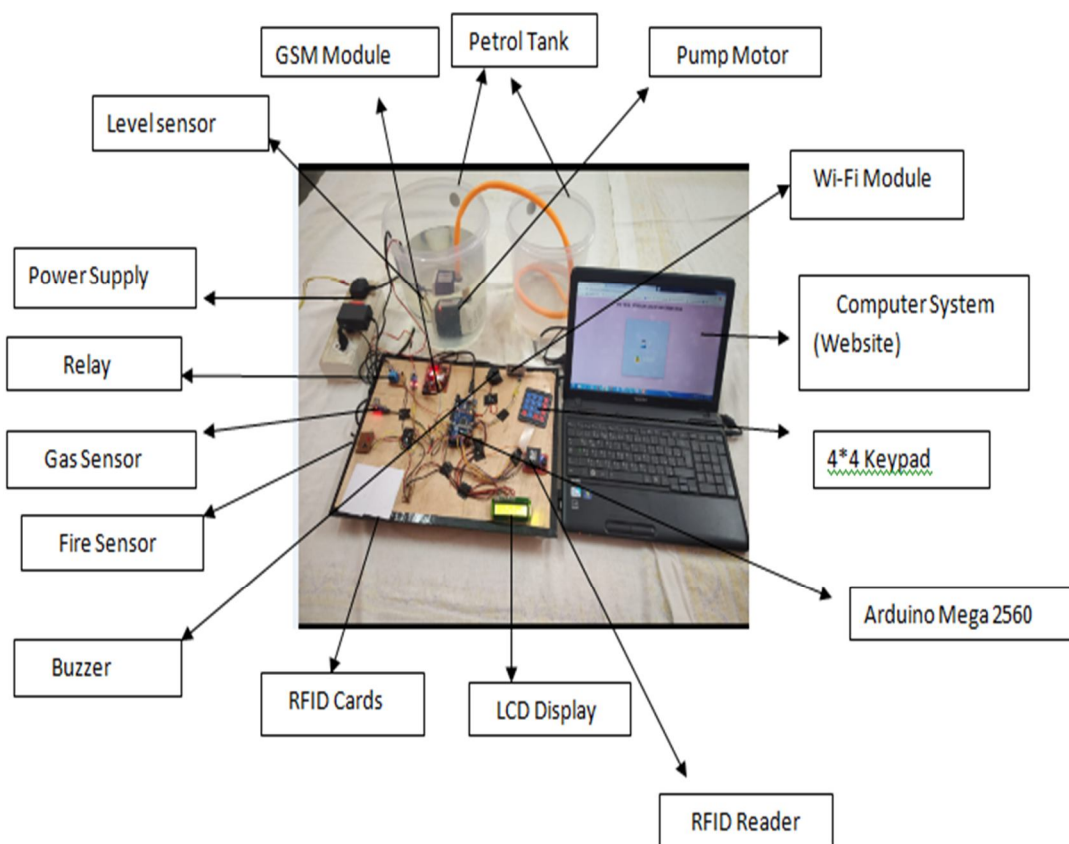 GSM Module
Petrol Tank
Pump Motor
Level sensor
Wi-Fi Module
Power Supply
Computer System
(Website)
Relay
Gas Sensor
4*4 Keypad
Fire Sensor
Arduino Mega 2560
Buzzer
RFID Cards
LCD Display
RFID Reader